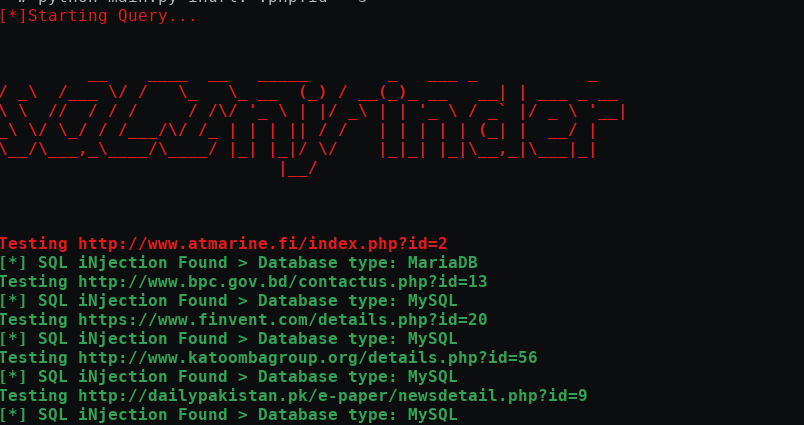 [*]Starting Query...
Testing http://www.atmarine.fi/index.php?id=2
[*] SQL iNjection Found > Database type: MariaDB
Testing http://www.bpc.gov.bd/contactus.php?id=13
[*] SQL iNjection Found > Database type: MySQL
Testing https://www.finvent.com/details.php?id=20
[*] SQL iNjection Found > Database type: MySQL
Testing http://www.katoombagroup.org/details.php?id=56
[*] SQL iNjection Found > Database type: MySQL
Testing http://dailypakistan.pk/e-paper/newsdetail.php?id=9
[*] SQL iNjection Found > Database type: MySQL